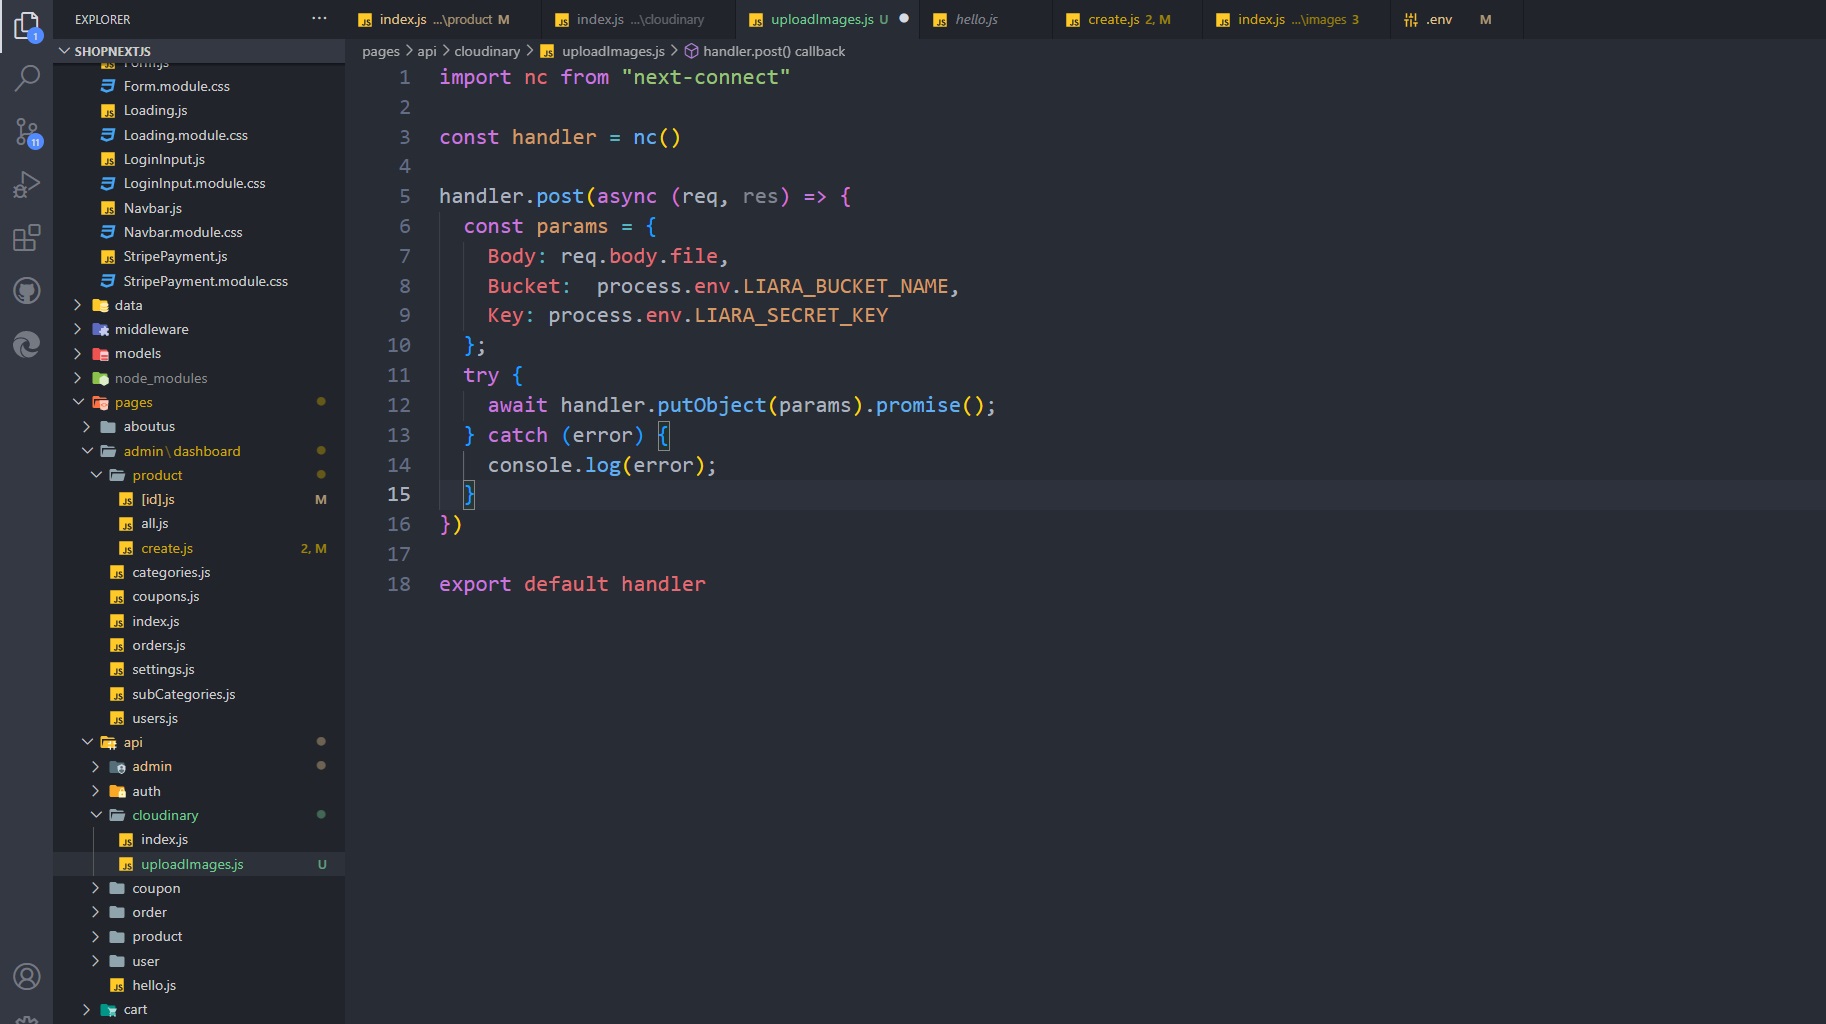 EXPLORER
SHOPNEXTJS
Form.js
Form.module.css
Loading.js
Loading.module.css
LoginInput.js
LoginInput.module.css
Navbar.js
Navbar.module.css
StripePayment.js
StripePayment.module.css
data
middleware
models
node_modules
pages
aboutus
admin\dashboard
product
[id].js M
all.js
create.js 2, M
categories.js
coupons.js
index.js
orders.js
settings.js
subCategories.js
users.js
api
admin
auth
cloudinary
index.js
uploadImages.js U
coupon
order
product
user
hello.js
cart
1
11
index.js ...\product M
index.js ...\cloudinary
uploadImages.js U
hello.js
create.js 2, M
index.js ...\images 3
.env M
pages > api > cloudinary > JS uploadImages.js > handler.post() callback
1 import nc from "next-connect"
2
3 const handler = nc()
4
5 handler.post(async (req, res) => {
6 const params = {
7 Body: req.body.file,
8 Bucket:  process.env.LIARA_BUCKET_NAME,
9 Key: process.env.LIARA_SECRET_KEY
10 };
11 try {
12 await handler.putObject(params).promise();
13 } catch (error) {
14 console.log(error);
15 }
16 })
17
18 export default handler